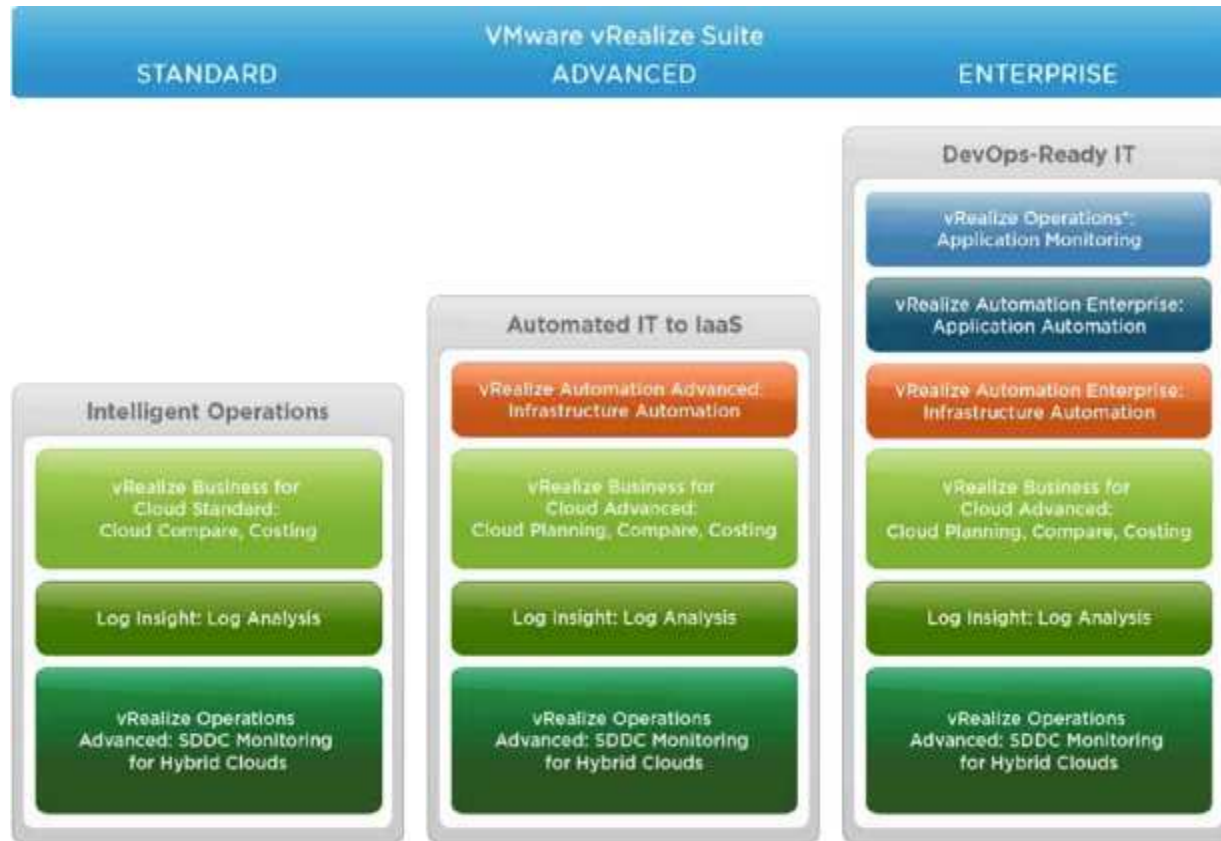 VMware vRealize Suite
STANDARD
ADVANCED
ENTERPRISE
Intelligent Operations
vRealize Business for
Cloud Standard:
Cloud Compare, Costing
Log Insight: Log Analysis
vRealize Operations
Advanced: SDDC Monitoring
for Hybrid Clouds
Automated IT to IaaS
vRealize Automation Advanced:
Infrastructure Automation
vRealize Business for
Cloud Advanced:
Cloud Planning, Compare, Costing
Log Insight: Log Analysis
vRealize Operations
Advanced: SDDC Monitoring
for Hybrid Clouds
DevOps-Ready IT
vRealize Operations*:
Application Monitoring
vRealize Automation Enterprise:
Application Automation
vRealize Automation Enterprise:
Infrastructure Automation
vRealize Business for
Cloud Advanced:
Cloud Planning, Compare, Costing
Log Insight: Log Analysis
vRealize Operations
Advanced: SDDC Monitoring
for Hybrid Clouds